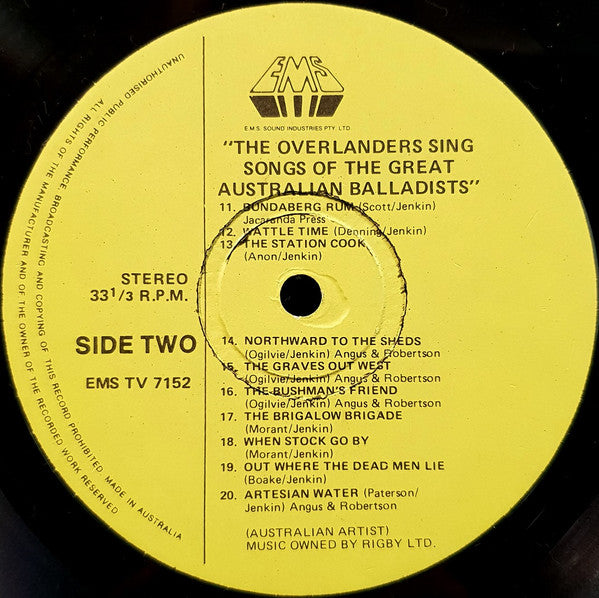 EMS
E.M.S. SOUND INDUSTRIES PTY. LTD
"THE OVERLANDERS SING
SONGS OF THE GREAT
AUSTRALIAN BALLADISTS"
11. BUNDABERG RUM (Scott/Jenkin)
Jacaranda Press
12. WATTLE TIME (Denning/Jenkin)
13. THE STATION COOK
(Anon/Jenkin)
STEREO
33 1/3 R.P.M.
SIDE TWO
EMS TV 7152
14. NORTHWARD TO THE SHEDS
(Ogilvie/Jenkin) Angus & Robertson
15. THE GRAVES OUT WEST
(Ogilvie/Jenkin) Angus & Robertson
16. THE BUSHMAN'S FRIEND
(Ogilvie/Jenkin) Angus & Robertson
17. THE BRIGALOW BRIGADE
(Morant/Jenkin)
18. WHEN STOCK GO BY
(Morant/Jenkin)
19. OUT WHERE THE DEAD MEN LIE
(Boake/Jenkin)
20. ARTESIAN WATER (Paterson/
Jenkin) Angus & Robertson
(AUSTRALIAN ARTIST)
MUSIC OWNED BY RIGBY LTD.
UNAUTHORISED PUBLIC PERFORMANCE, BROADCASTING AND COPYING OF THIS RECORD PROHIBITED. MADE IN AUSTRALIA
ALL RIGHTS OF THE MANUFACTURER AND OF THE OWNER OF THE RECORDED WORK RESERVED